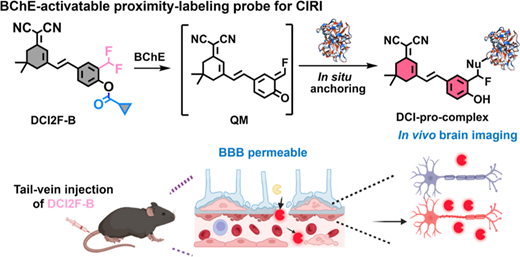 BChE-activatable proximity-labeling probe for CIRI
NC CN
F
F
O
O
DCI2F-B
BChE
NC CN
F
O
QM
In situ
anchoring
NC CN
Nu
F
OH
DCI-pro-complex
In vivo brain imaging
BBB permeable
Tail-vein injection
of DCI2F-B